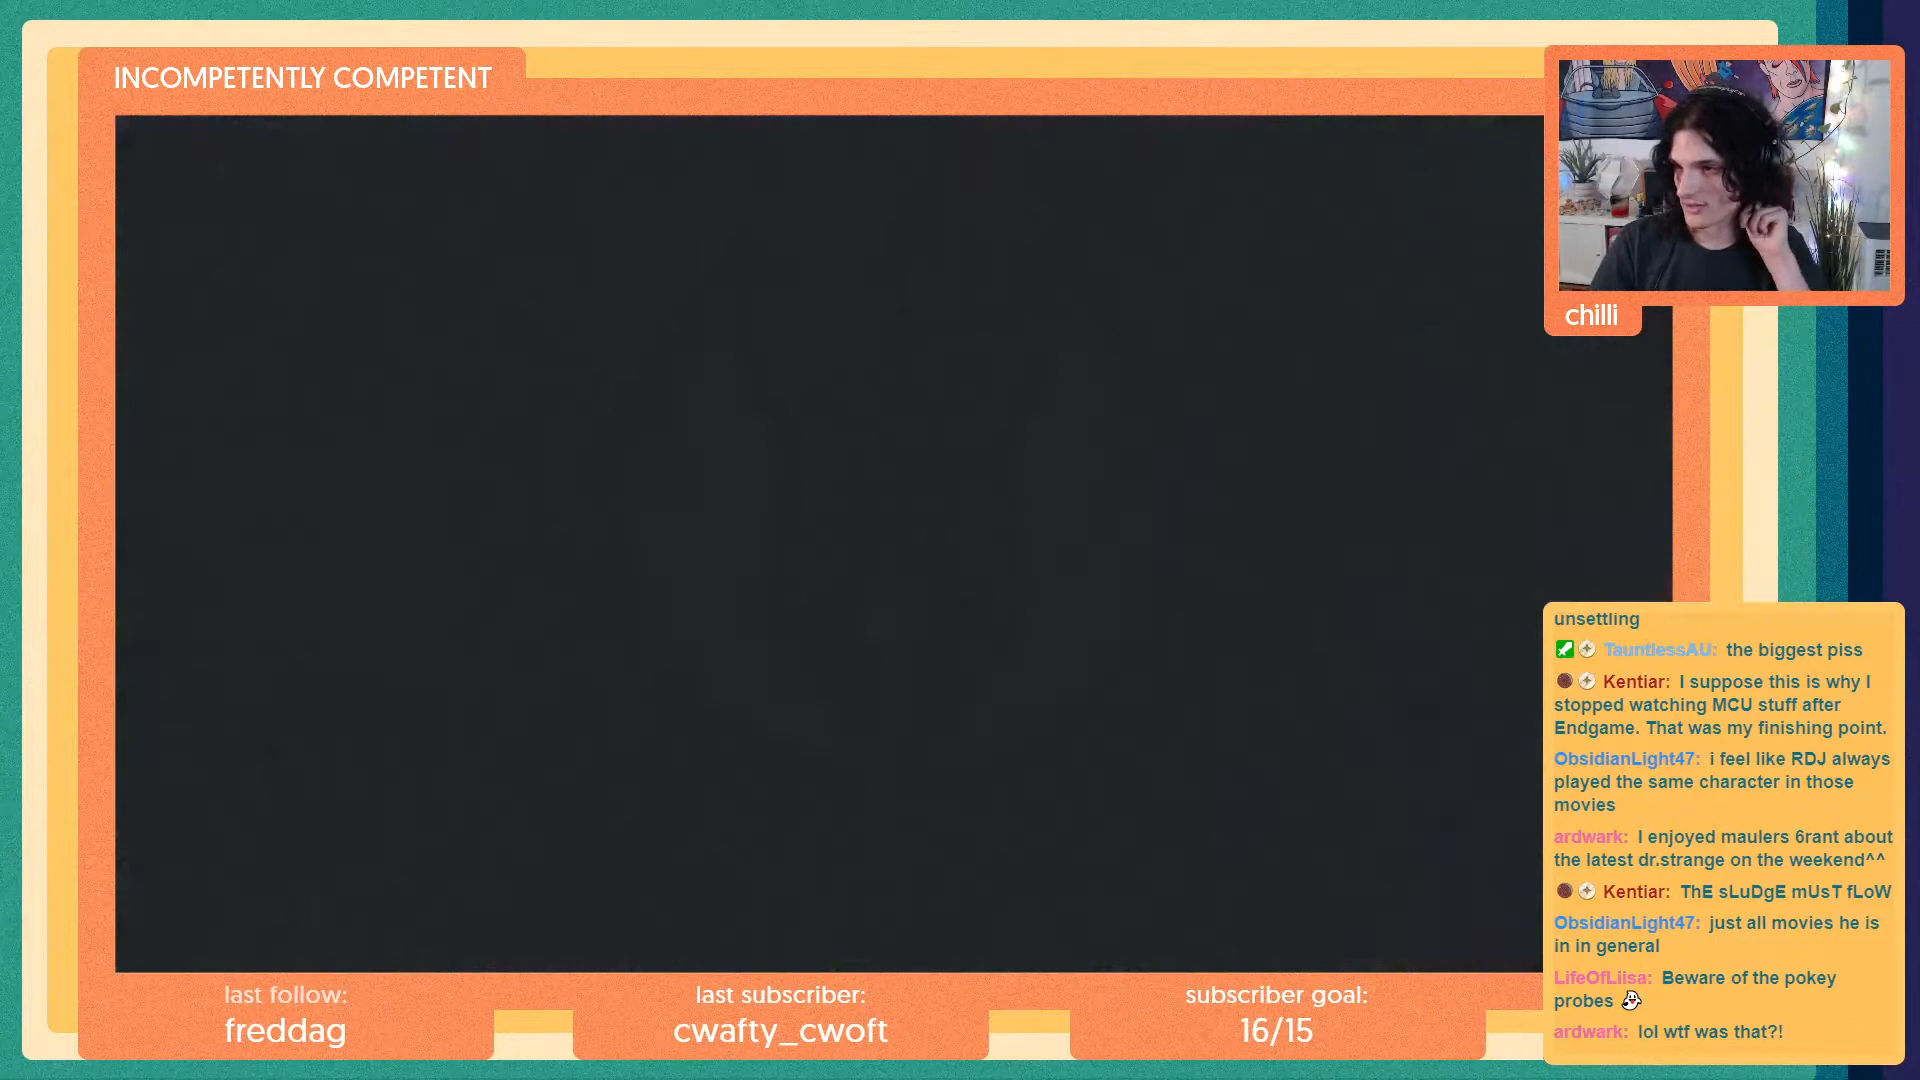 INCOMPETENTLY COMPETENT
chilli
unsettling
TauntlessAU: the biggest piss
Kentiar: I suppose this is why I
stopped watching MCU stuff after
Endgame. That was my finishing point.
ObsidianLight47: i feel like RDJ always
played the same character in those
movies
ardwark: I enjoyed maulers 6rant about
the latest dr.strange on the weekend^^
Kentiar: ThE sLuDgE mUsT fLoW
ObsidianLight47: just all movies he is
in in general
LifeOfLiisa: Beware of the pokey
probes
ardwark: lol wtf was that?!
last follow:
freddag
last subscriber:
cwafty_cwoft
subscriber goal:
16/15